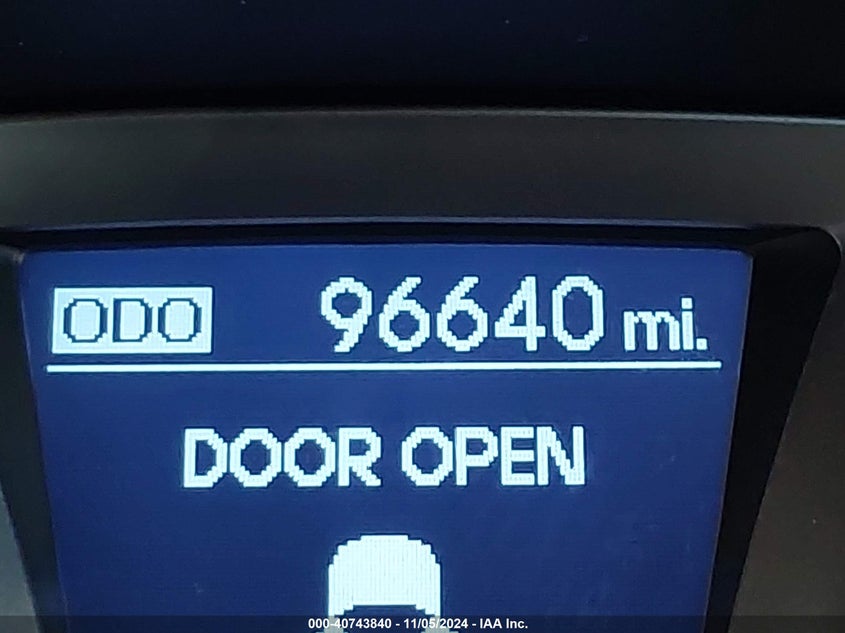 ODO 96640 mi.
DOOR OPEN
000-40743840 - 11/05/2024 - IAA Inc.